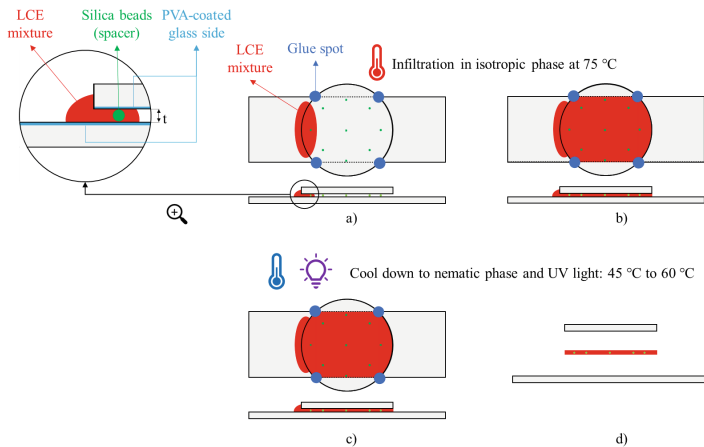 LCE
mixture
Silica beads
(spacer)
PVA-coated
glass side
t
LCE
mixture
Glue spot
Infiltration in isotropic phase at 75 °C
a)
b)
Cool down to nematic phase and UV light: 45 °C to 60 °C
c)
d)